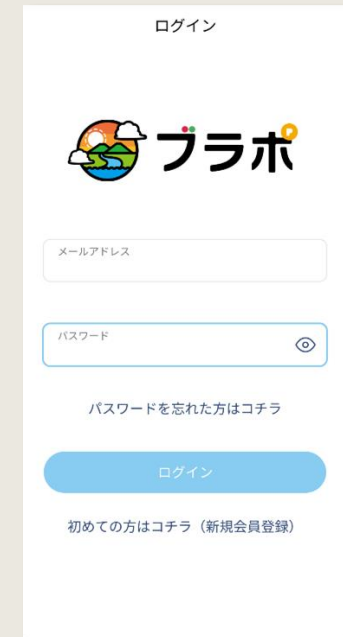 ログイン
ブラポ
P
メールアドレス
パスワード
パスワードを忘れた方はコチラ
ログイン
初めての方はコチラ（新規会員登録）